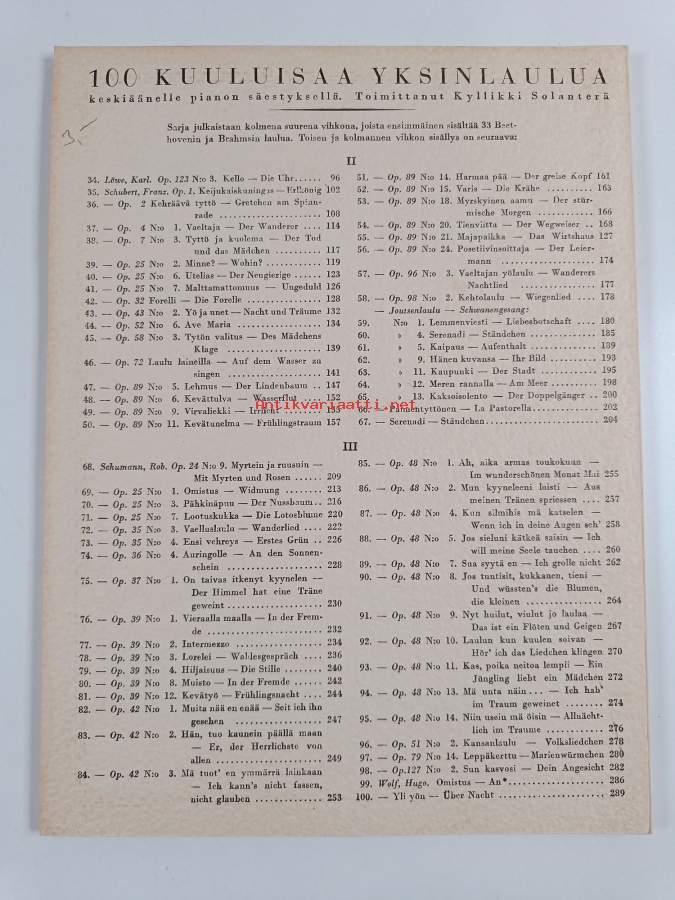 100 KUULUISAA YKSINLAULUA
keskiäänelle pianon säestyksellä. Toimittanut Kyllikki Solanterä
3,-
Sarja julkaistaan kolmena suurena vihkona, joista ensimmäinen sisältää 33 Beet-
hovenin ja Brahmsin laulua. Toisen ja kolmannen vihkon sisällys on seuraava:
II
34. Löwe, Karl. Op. 123 N:o 3. Kello — Die Uhr...... 96
35. Schubert, Franz. Op. 1. Keijukaiskuningas — Erlkönig 102
36. — Op. 2 Kehräävä tyttö — Gretchen am Spinn-
rade .................... 108
37. — Op. 4 N:o 1. Vaeltaja — Der Wanderer .... 114
38. — Op. 7 N:o 3. Tyttö ja kuolema — Der Tod
und das Mädchen .......... 117
39. — Op. 25 N:o 2. Minne? — Wohin? ........... 119
40. — Op. 25 N:o 6. Utelias — Der Neugierige ...... 123
41. — Op. 25 N:o 7. Malttamattomuus — Ungeduld 126
42. — Op. 32 Forelli — Die Forelle ................ 128
43. — Op. 43 N:o 2. Yö ja unet — Nacht und Träume 132
44. — Op. 52 N:o 6. Ave Maria .................. 134
45. — Op. 58 N:o 3. Tytön valitus — Des Mädchens
Klage .................... 139
46. — Op. 72 Laulu laineilla — Auf dem Wasser zu
singen .................... 141
47. — Op. 89 N:o 5. Lehmus — Der Lindenbaum .. 147
48. — Op. 89 N:o 6. Kevättulva — Wasserflut .... 152
49. — Op. 89 N:o 9. Virvaliekki — Irrlicht ........ 155
50. — Op. 89 N:o 11. Kevätunelma — Frühlingstraum 157
51. — Op. 89 N:o 14. Harmaa pää — Der greise Kopf 161
52. — Op. 89 N:o 15. Varis — Die Krähe .......... 163
53. — Op. 89 N:o 18. Myrskyinen aamu — Der stür-
mische Morgen ............ 166
54. — Op. 89 N:o 20. Tienviitta — Der Wegweiser .. 168
55. — Op. 89 N:o 21. Majapaikka — Das Wirtshaus 127
56. — Op. 89 N:o 24. Posetiivinsoittaja — Der Leier-
mann .................... 174
57. — Op. 96 N:o 3. Vaeltajan yölaulu — Wanderers
Nachtlied ................ 177
58. — Op. 98 N:o 2. Kehtolaulu — Wiegenlied .... 178
— Joutsenlaulu — Schwanengesang:
59. N:o 1. Lemmenviesti — Liebesbotschaft .... 180
60. » 4. Serenadi — Ständchen .............. 185
61. » 5. Kaipaus — Aufenthalt .............. 189
62. » 9. Hänen kuvansa — Ihr Bild .......... 193
63. » 11. Kaupunki — Der Stadt .............. 195
64. » 12. Meren rannalla — Am Meer .......... 198
65. » 13. Kaksoisolento — Der Doppelgänger .. 200
66. — Paimentyttönen — La Pastorella............ 202
67. — Serenadi — Ständchen...................... 204
Antikvariaatti.net
III
68. Schumann, Rob. Op. 24 N:o 9. Myrtein ja ruusuin —
Mit Myrten und Rosen ...... 209
69. — Op. 25 N:o 1. Omistus — Widmung ........ 213
70. — Op. 25 N:o 3. Pähkinäpuu — Der Nussbaum.. 216
71. — Op. 25 N:o 7. Lootuskukka — Die Lotosblume 220
72. — Op. 35 N:o 3. Vaelluslaulu — Wanderlied .... 222
73. — Op. 35 N:o 4. Ensi vehreys — Erstes Grün .. 226
74. — Op. 36 N:o 4. Auringolle — An den Sonnen-
schein .................... 228
75. — Op. 37 N:o 1. On taivas itkenyt kyynelen —
Der Himmel hat eine Träne
geweint .................... 230
76. — Op. 39 N:o 1. Vieraalla maalla — In der Frem-
de ........................ 232
77. — Op. 39 N:o 2. Intermezzo .................. 234
78. — Op. 39 N:o 3. Lorelei — Waldesgespräch .... 236
79. — Op. 39 N:o 4. Hiljaisuus — Die Stille ........ 240
80. — Op. 39 N:o 8. Muisto — In der Fremde ...... 242
81. — Op. 39 N:o 12. Kevätyö — Frühlingsnacht .... 244
82. — Op. 42 N:o 1. Muita nää en enää — Seit ich ihn
gesehen .................. 247
83. — Op. 42 N:o 2. Hän, tuo kaunein päällä maan
— Er, der Herrlichste von
allen ...................... 249
84. — Op. 42 N:o 3. Mä tuot' en ymmärrä lainkaan
— Ich kann's nicht fassen,
nicht glauben .............. 253
85. — Op. 48 N:o 1. Ah, aika armas toukokuun —
Im wunderschönen Monat Mai 255
86. — Op. 48 N:o 2. Mun kyyneleeni laisti — Aus
meinen Tränen spriessen .... 257
87. — Op. 48 N:o 4. Kun silmihis mä katselen —
Wenn ich in deine Augen seh' 258
88. — Op. 48 N:o 5. Jos sieluni kätkeä saisin — Ich
will meine Seele tauchen .... 260
89. — Op. 48 N:o 7. Sua syytä en — Ich grolle nicht 262
90. — Op. 48 N:o 8. Jos tuntisit, kukkanen, tieni —
Und wüssten's die Blumen,
die kleinen ................ 264
91. — Op. 48 N:o 9. Nyt huilut, viulut jo laulaa —
Das ist ein Flöten und Geigen 267
92. — Op. 48 N:o 10. Laulun kun kuulen soivan —
Hör' ich das Liedchen klingen 270
93. — Op. 48 N:o 11. Kas, poika neitoa lempii — Ein
Jüngling liebt ein Mädchen 272
94. — Op. 48 N:o 13. Mä unta näin... — Ich hab'
im Traum geweinet ........ 274
95. — Op. 48 N:o 14. Niin usein mä öisin — Allnächt-
lich im Traume ............ 276
96. — Op. 51 N:o 2. Kansanlaulu — Volksliedchen 278
97. — Op. 79 N:o 14. Leppäkerttu — Marienwürmchen 280
98. — Op.127 N:o 2. Sun kasvosi — Dein Angesicht 282
99. Wolf, Hugo. Omistus — An*.................... 286
100. — Yli yön — Über Nacht ...................... 289